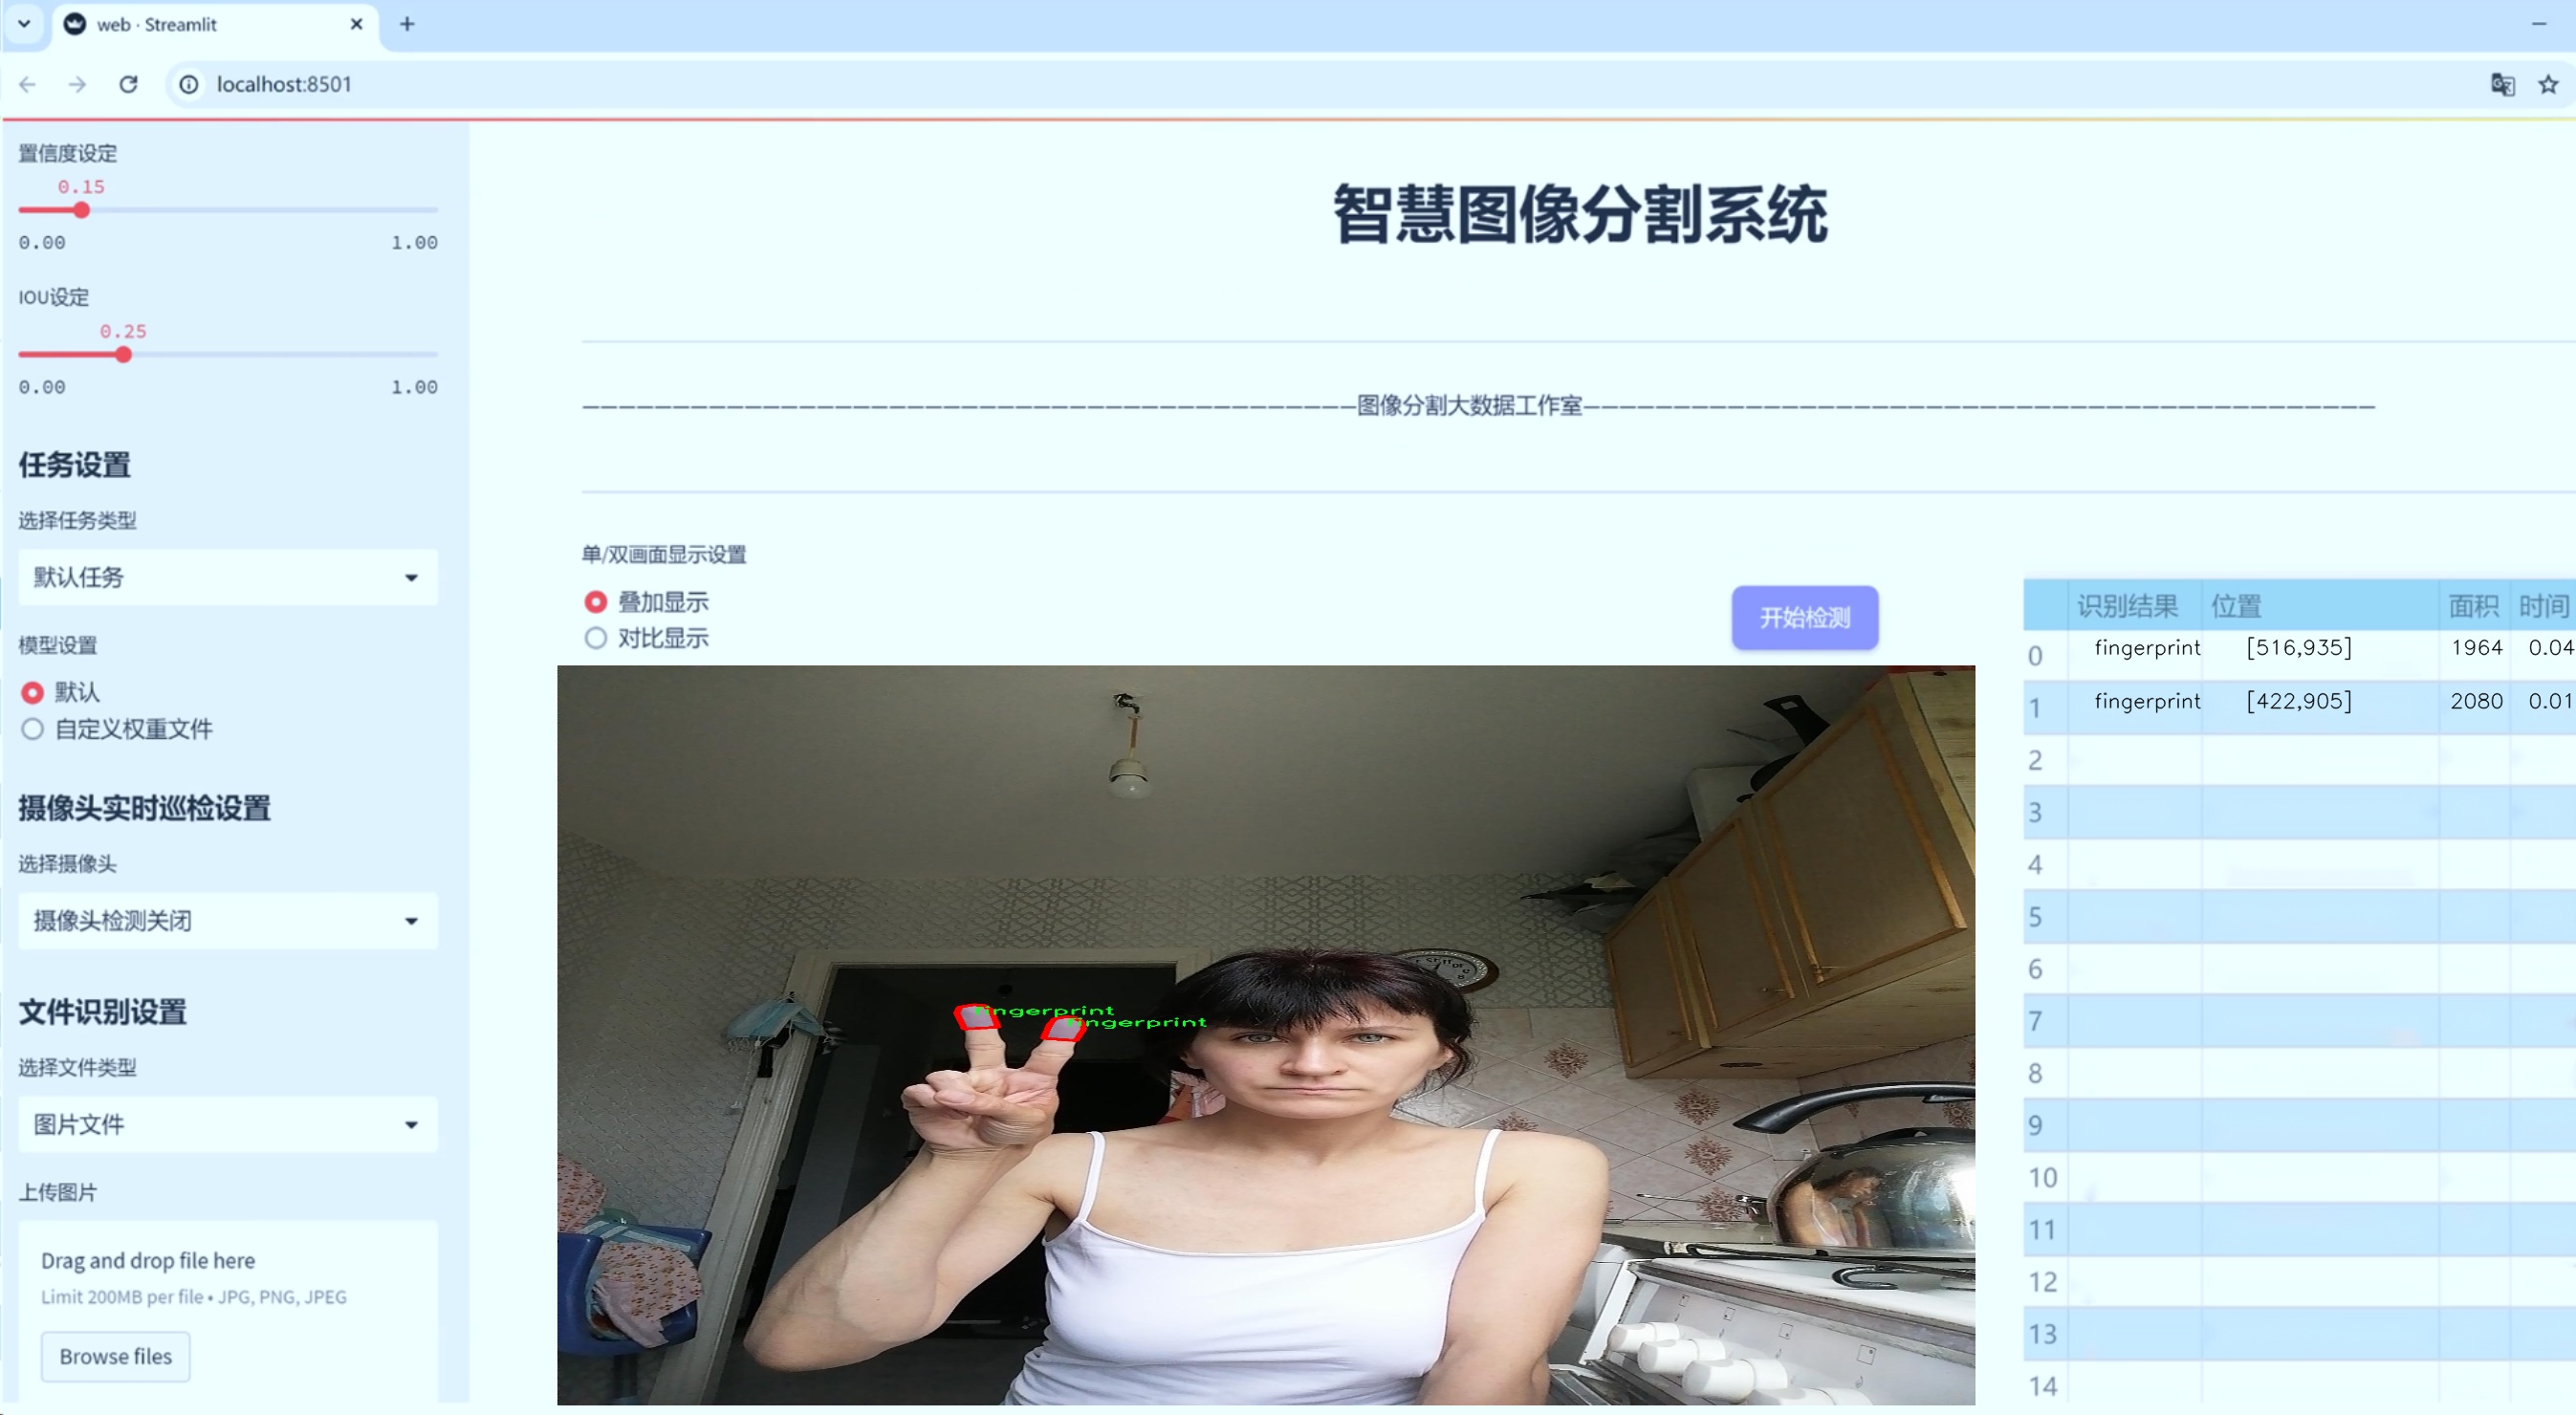 web · Streamlit
localhost:8501
置信度设定
0.15
0.00 1.00
IOU设定
0.25
0.00 1.00
任务设置
选择任务类型
默认任务
模型设置
默认
自定义权重文件
摄像头实时巡检设置
选择摄像头
摄像头检测关闭
文件识别设置
选择文件类型
图片文件
上传图片
Drag and drop file here
Limit 200MB per file • JPG, PNG, JPEG
Browse files
智慧图像分割系统
图像分割大数据工作室
单/双画面显示设置
叠加显示
对比显示
开始检测
fingerprint
fingerprint
识别结果 位置 面积 时间
0 fingerprint [516,935] 1964 0.04
1 fingerprint [422,905] 2080 0.01
2
3
4
5
6
7
8
9
10
11
12
13
14